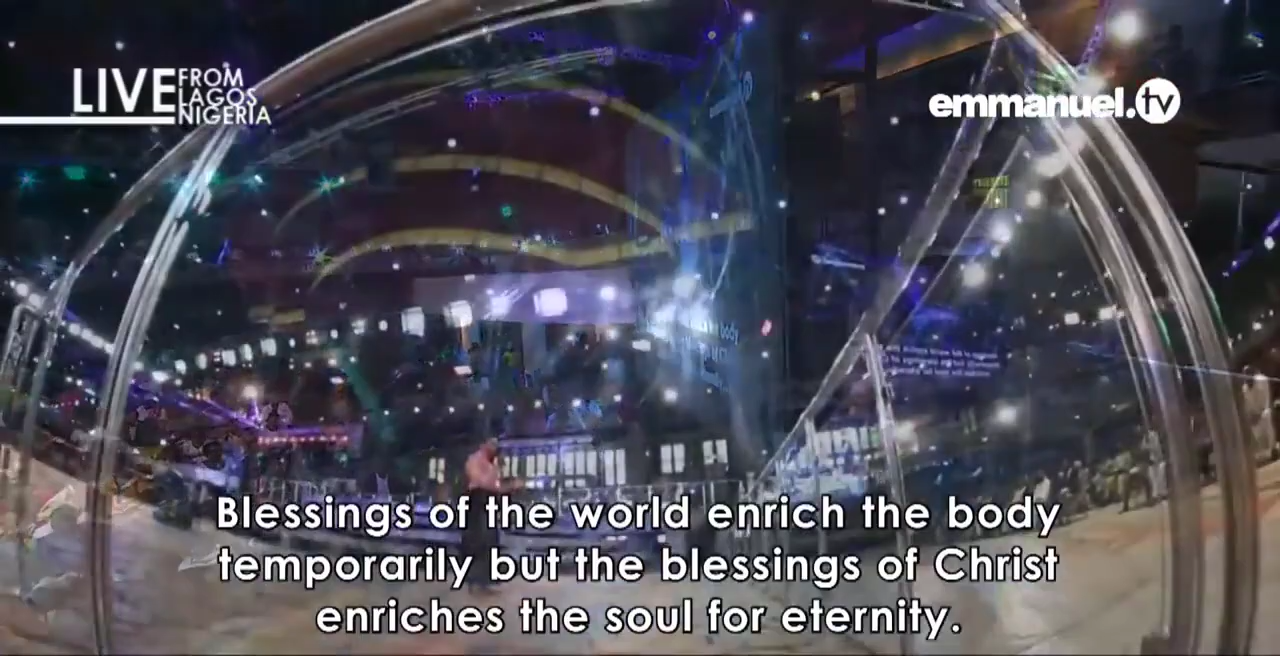 LIVE FROM LAGOS NIGERIA
emmanuel.tv
Blessings of the world enrich the body
temporarily but the blessings of Christ
enriches the soul for eternity.